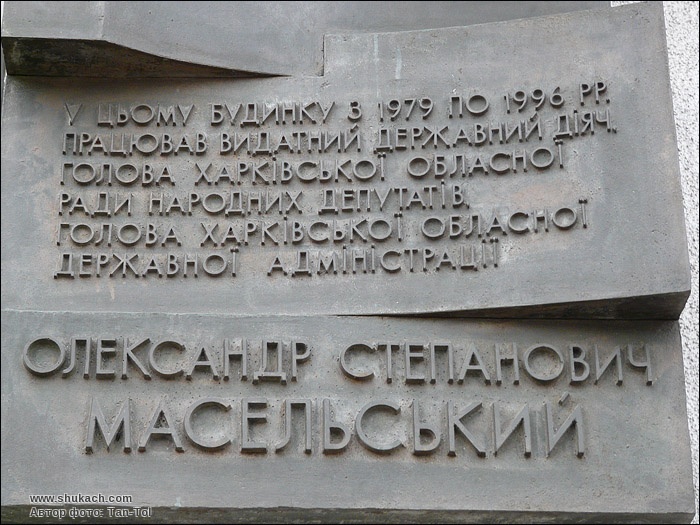 У ЦЬОМУ БУДИНКУ З 1979 ПО 1996 РР.
ПРАЦЮВАВ ВИДАТНИЙ ДЕРЖАВНИЙ ДІЯЧ,
ГОЛОВА ХАРКІВСЬКОЇ ОБЛАСНОЇ
РАДИ НАРОДНИХ ДЕПУТАТІВ,
ГОЛОВА ХАРКІВСЬКОЇ ОБЛАСНОЇ
ДЕРЖАВНОЇ АДМІНІСТРАЦІЇ
ОЛЕКСАНДР СТЕПАНОВИЧ
МАСЕЛЬСЬКИЙ
www.shukach.com
Автор фото: Tan-Tol